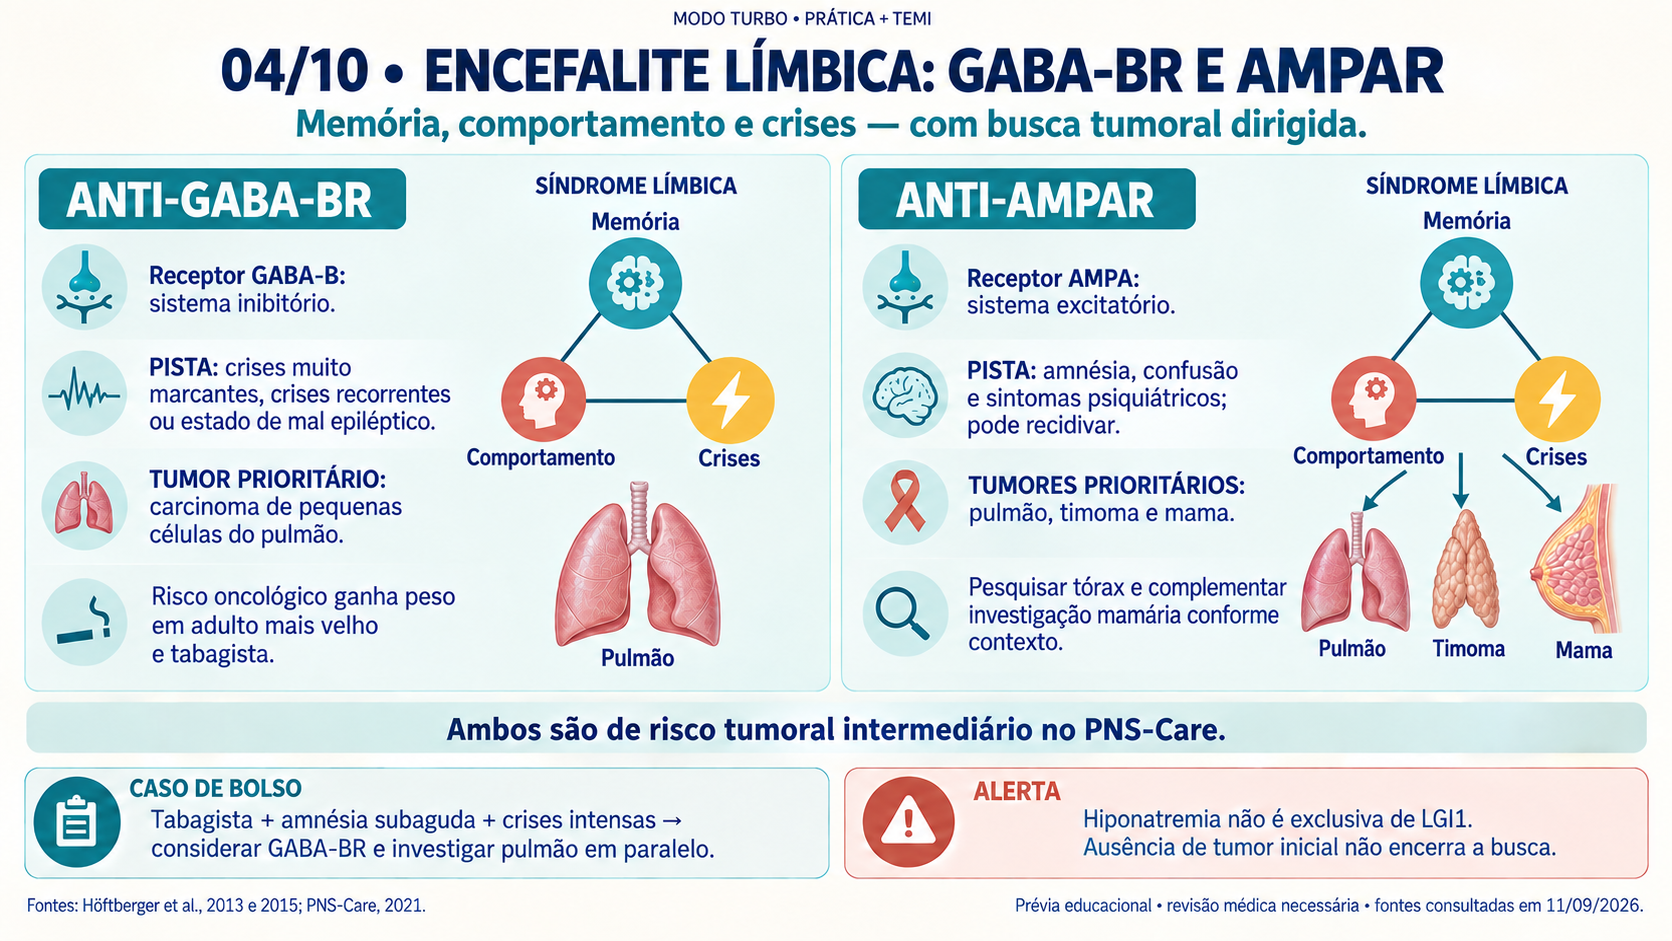 MODO TURBO • PRÁTICA + TEMI
04/10 • ENCEFALITE LÍMBICA: GABA-BR E AMPAR
Memória, comportamento e crises — com busca tumoral dirigida.
ANTI-GABA-BR
Receptor GABA-B:
sistema inibitório.
PISTA: crises muito
marcantes, crises recorrentes
ou estado de mal epiléptico.
TUMOR PRIORITÁRIO:
carcinoma de pequenas
células do pulmão.
Risco oncológico ganha peso
em adulto mais velho
e tabagista.
SÍNDROME LÍMBICA
Memória
Comportamento
Crises
Pulmão
ANTI-AMPAR
Receptor AMPA:
sistema excitatório.
PISTA: amnésia, confusão
e sintomas psiquiátricos;
pode recidivar.
TUMORES PRIORITÁRIOS:
pulmão, timoma e mama.
Pesquisar tórax e complementar
investigação mamária conforme
contexto.
SÍNDROME LÍMBICA
Memória
Comportamento
Crises
Pulmão
Timoma
Mama
Ambos são de risco tumoral intermediário no PNS-Care.
CASO DE BOLSO
Tabagista + amnésia subaguda + crises intensas →
considerar GABA-BR e investigar pulmão em paralelo.
ALERTA
Hiponatremia não é exclusiva de LGI1.
Ausência de tumor inicial não encerra a busca.
Fontes: Höftberger et al., 2013 e 2015; PNS-Care, 2021.
Prévia educacional • revisão médica necessária • fontes consultadas em 11/09/2026.